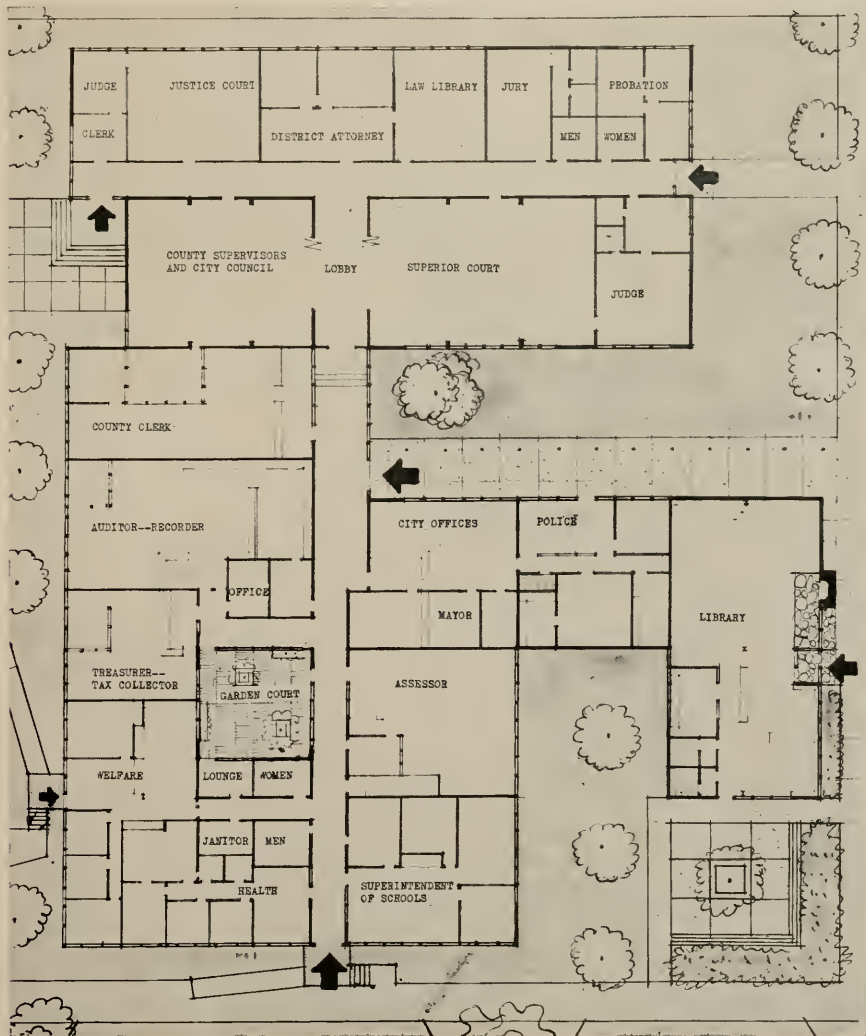 JUDGE
JUSTICE COURT
LAW LIBRARY
JURY
PROBATION
CLERK
DISTRICT ATTORNEY
MEN
WOMEN
COUNTY SUPERVISORS
AND CITY COUNCIL
LOBBY
SUPERIOR COURT
JUDGE
COUNTY CLERK
AUDITOR--RECORDER
CITY OFFICES
POLICE
OFFICE
MAYOR
LIBRARY
TREASURER--
TAX COLLECTOR
GARDEN COURT
ASSESSOR
WELFARE
LOUNGE
WOMEN
JANITOR
MEN
HEALTH
SUPERINTENDENT
OF SCHOOLS